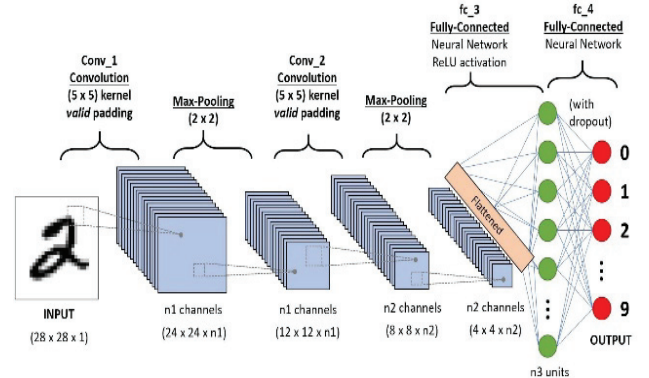 fc_3
Fully-Connected
Neural Network
ReLU activation
fc_4
Fully-Connected
Neural Network
Conv_1
Convolution
(5 x 5) kernel
valid padding
Max-Pooling
(2 x 2)
Conv_2
Convolution
(5 x 5) kernel
valid padding
Max-Pooling
(2 x 2)
(with
dropout)
Flattened
2
0
1
2
⋮
9
INPUT
(28 x 28 x 1)
n1 channels
(24 x 24 x n1)
n1 channels
(12 x 12 x n1)
n2 channels
(8 x 8 x n2)
n2 channels
(4 x 4 x n2)
⋮
n3 units
OUTPUT